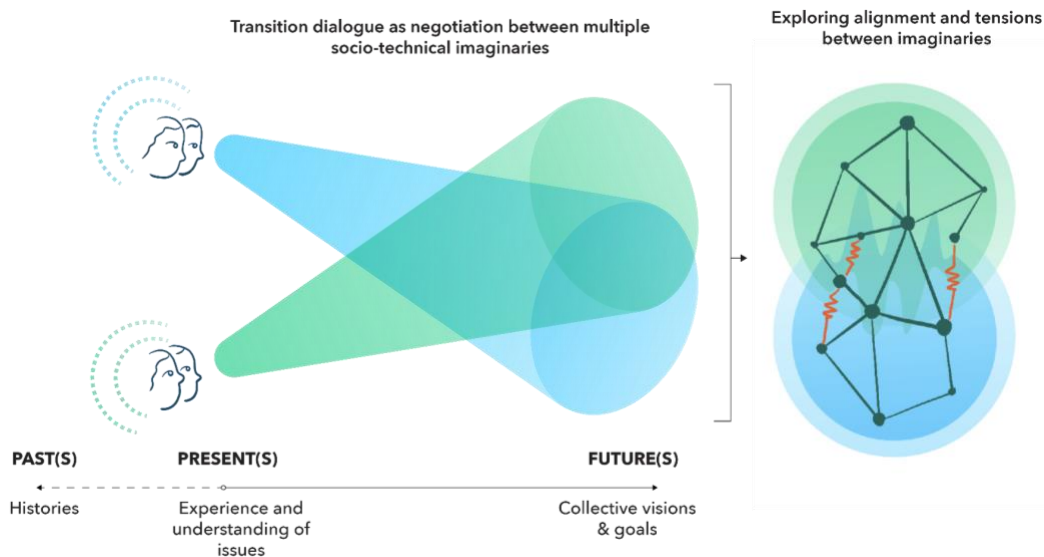 Transition dialogue as negotiation between multiple
socio-technical imaginaries
Exploring alignment and tensions
between imaginaries
PAST(S)
PRESENT(S)
FUTURE(S)
Histories
Experience and
understanding of
issues
Collective visions
& goals